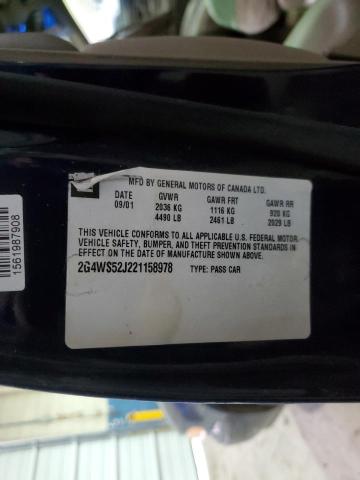 MFD BY GENERAL MOTORS OF CANADA LTD.
DATE GVWR GAWR FRT GAWR RR
09/01 2036 KG 1116 KG 920 KG
4490 LB 2461 LB 2029 LB
THIS VEHICLE CONFORMS TO ALL APPLICABLE U.S. FEDERAL MOTOR
VEHICLE SAFETY, BUMPER, AND THEFT PREVENTION STANDARDS IN
EFFECT ON THE DATE OF MANUFACTURE SHOWN ABOVE.
2G4WS52J221158978 TYPE: PASS CAR
1561987908